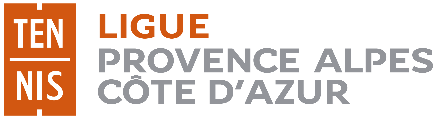 TEN
NIS
LIGUE
PROVENCE ALPES
CÔTE D'AZUR